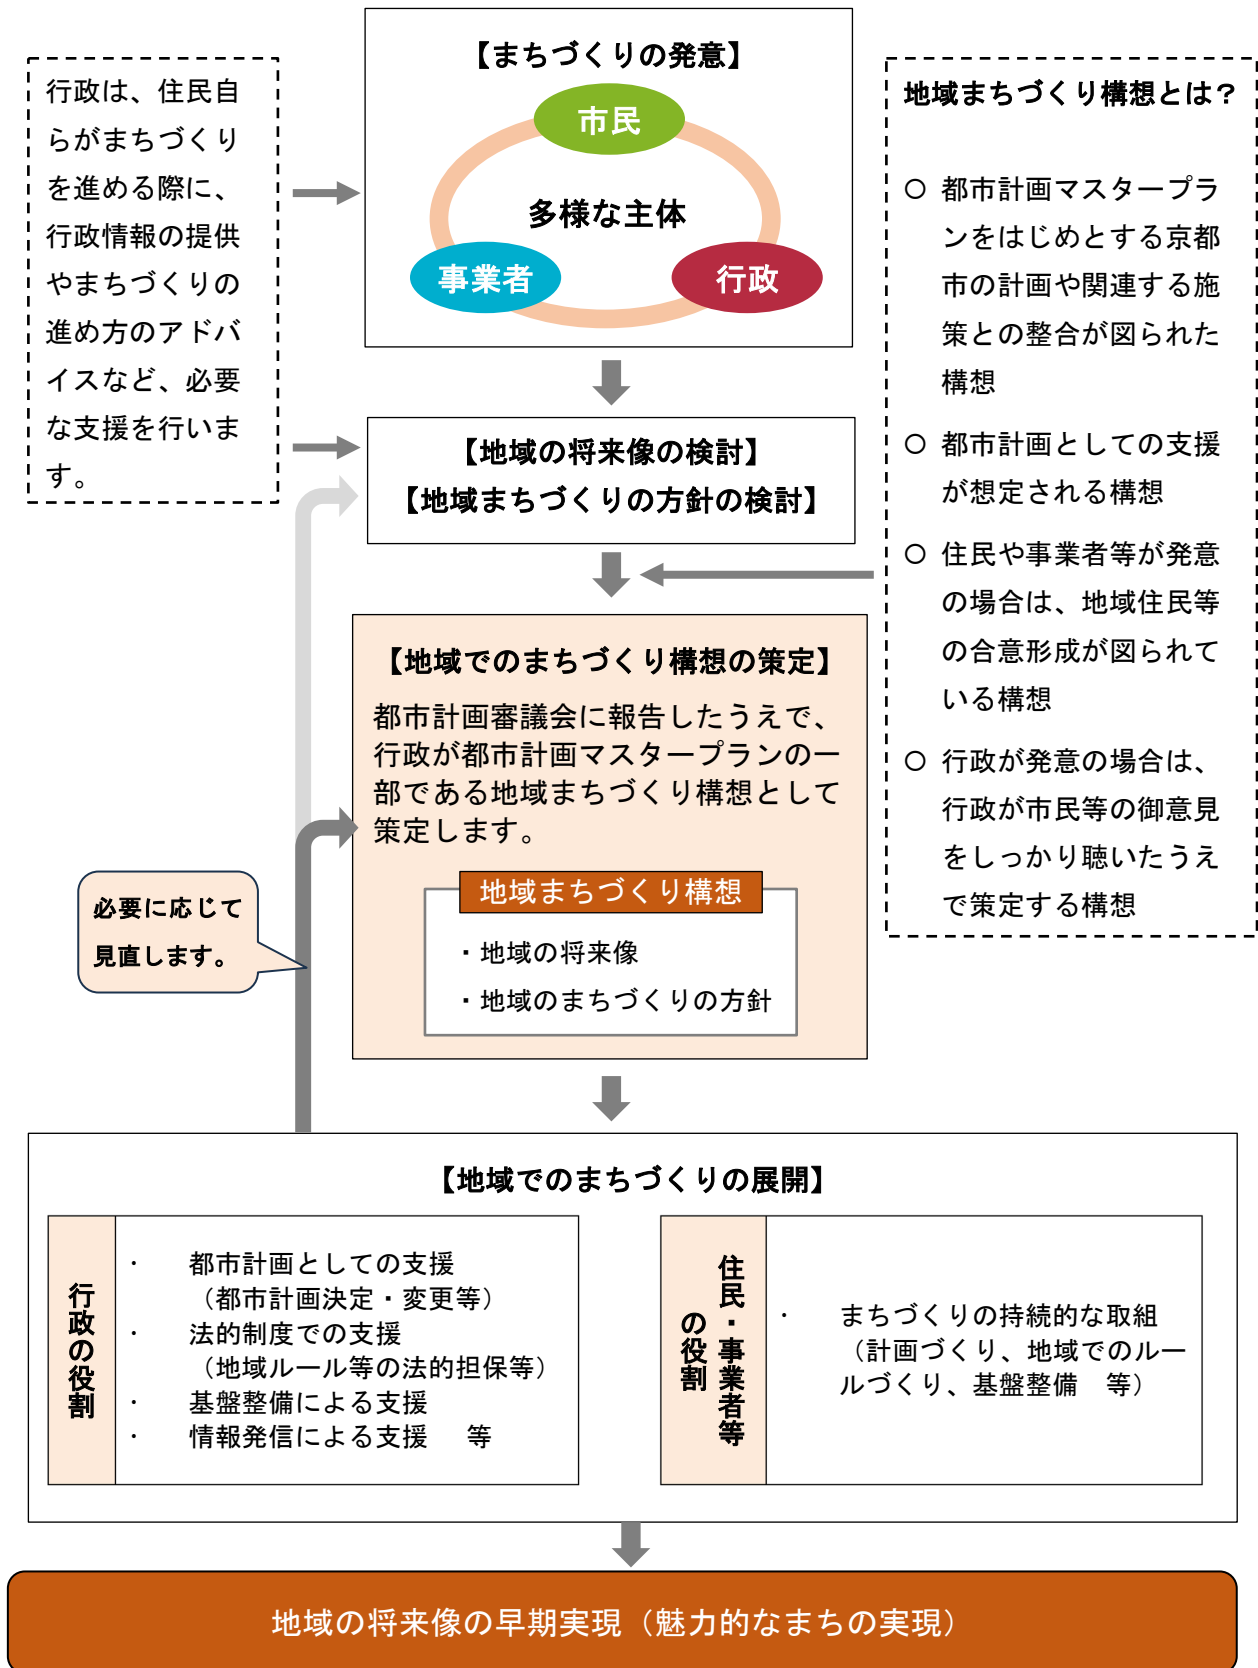 【まちづくりの発意】
市民
多様な主体
事業者
行政
行政は、住民自
らがまちづくり
を進める際に、
行政情報の提供
やまちづくりの
進め方のアドバ
イスなど、必要
な支援を行いま
す。
地域まちづくり構想とは？
○ 都市計画マスタープラ
ンをはじめとする京都
市の計画や関連する施
策との整合が図られた
構想
○ 都市計画としての支援
が想定される構想
○ 住民や事業者等が発意
の場合は、地域住民等
の合意形成が図られて
いる構想
○ 行政が発意の場合は、
行政が市民等の御意見
をしっかり聴いたうえ
で策定する構想
【地域の将来像の検討】
【地域まちづくりの方針の検討】
【地域でのまちづくり構想の策定】
都市計画審議会に報告したうえで、
行政が都市計画マスタープランの一
部である地域まちづくり構想として
策定します。
地域まちづくり構想
・地域の将来像
・地域のまちづくりの方針
必要に応じて
見直します。
【地域でのまちづくりの展開】
行政の役割
・ 都市計画としての支援
（都市計画決定・変更等）
・ 法的制度での支援
（地域ルール等の法的担保等）
・ 基盤整備による支援
・ 情報発信による支援　等
住民・事業者等
の役割
・ まちづくりの持続的な取組
（計画づくり、地域でのルー
ルづくり、基盤整備　等）
地域の将来像の早期実現（魅力的なまちの実現）